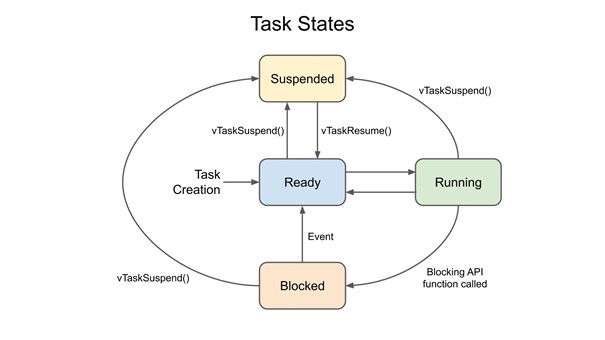 Task States
Suspended
vTaskSuspend()
vTaskSuspend()
vTaskResume()
Task
Creation
Ready
Running
Event
vTaskSuspend()
Blocked
Blocking API
function called